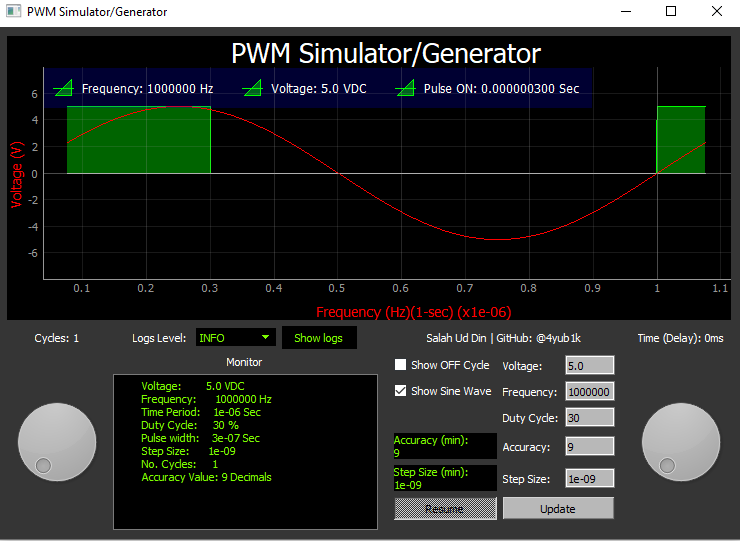 PWM Simulator/Generator
PWM Simulator/Generator
Frequency: 1000000 Hz Voltage: 5.0 VDC Pulse ON: 0.000000300 Sec
Voltage (V)
6
4
2
0
-2
-4
-6
0.1 0.2 0.3 0.4 0.5 0.6 0.7 0.8 0.9 1 1.1
Frequency (Hz)(1-sec) (x1e-06)
Cycles: 1 Logs Level: INFO Show logs Salah Ud Din | GitHub: @4yub1k Time (Delay): 0ms
Monitor
Voltage: 5.0 VDC
Frequency: 1000000 Hz
Time Period: 1e-06 Sec
Duty Cycle: 30 %
Pulse width: 3e-07 Sec
Step Size: 1e-09
No. Cycles: 1
Accuracy Value: 9 Decimals
Show OFF Cycle Voltage: 5.0
Show Sine Wave Frequency: 1000000
Duty Cycle: 30
Accuracy (min):
9
Accuracy: 9
Step Size (min):
1e-09
Step Size: 1e-09
Resume Update